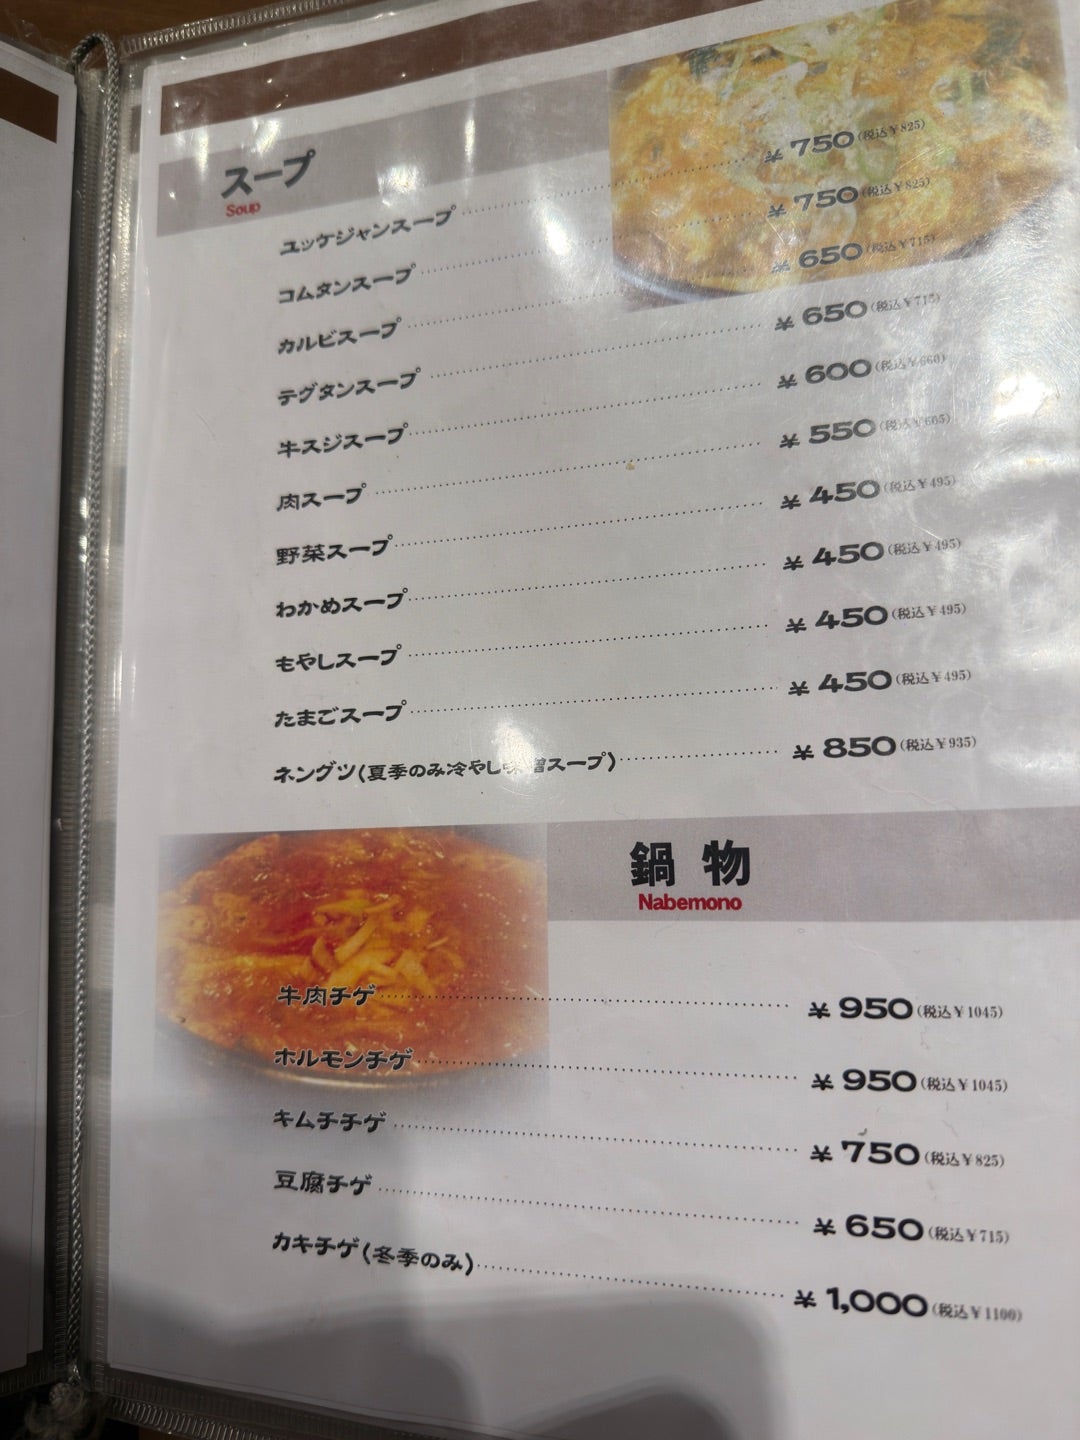 スープ
Soup
ユッケジャンスープ ¥750(税込¥825)
コムタンスープ ¥750(税込¥825)
カルビスープ ¥650(税込¥715)
テグタンスープ ¥650(税込¥715)
牛スジスープ ¥600(税込¥660)
肉スープ ¥550(税込¥605)
野菜スープ ¥450(税込¥495)
わかめスープ ¥450(税込¥495)
もやしスープ ¥450(税込¥495)
たまごスープ ¥450(税込¥495)
ネングツ(夏季のみ冷やし味噌スープ) ¥850(税込¥935)
鍋物
Nabemono
牛肉チゲ ¥950(税込¥1045)
ホルモンチゲ ¥950(税込¥1045)
キムチチゲ ¥750(税込¥825)
豆腐チゲ ¥650(税込¥715)
カキチゲ(冬季のみ) ¥1,000(税込¥1100)